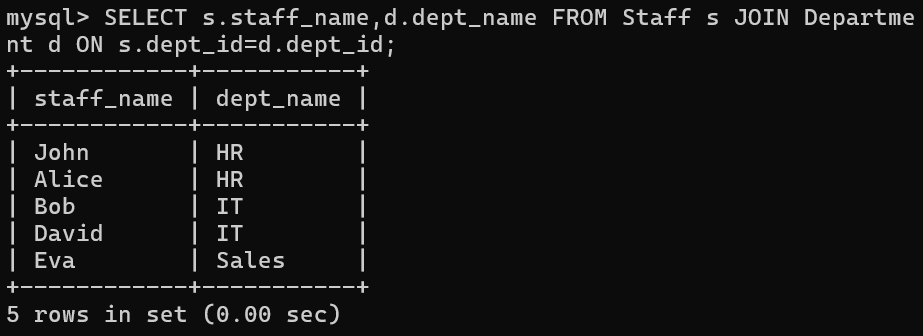 mysql> SELECT s.staff_name,d.dept_name FROM Staff s JOIN Departme
nt d ON s.dept_id=d.dept_id;
+------------+-----------+
| staff_name | dept_name |
+------------+-----------+
| John       | HR        |
| Alice      | HR        |
| Bob        | IT        |
| David      | IT        |
| Eva        | Sales     |
+------------+-----------+
5 rows in set (0.00 sec)